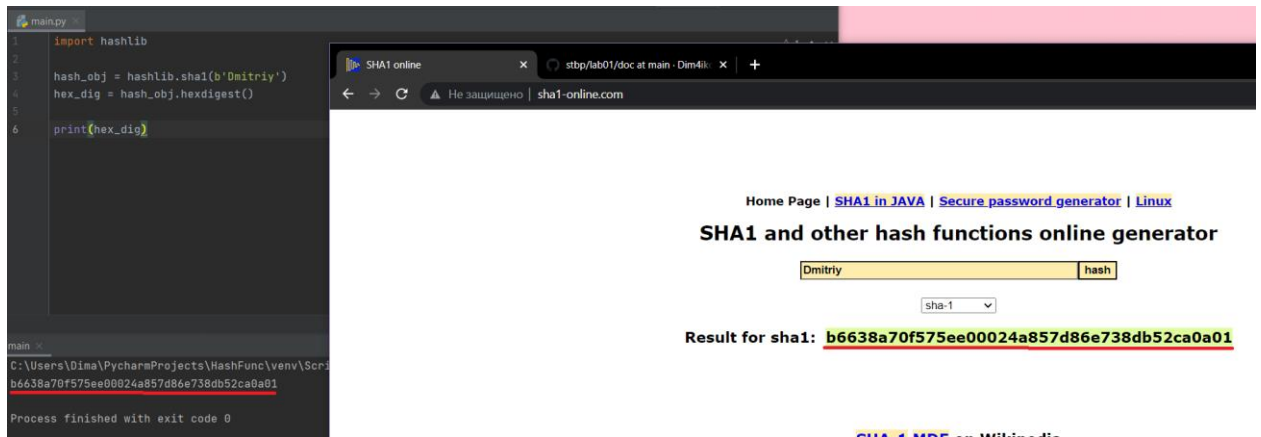 main.py
1 import hashlib
2
3 hash_obj = hashlib.sha1(b'Dmitriy')
4 hex_dig = hash_obj.hexdigest()
5
6 print(hex_dig)
main
C:\Users\Dima\PycharmProjects\HashFunc\venv\Scri
b6638a70f575ee00024a857d86e738db52ca0a01
Process finished with exit code 0
SHA1 online
stbp/lab01/doc at main · Dim4ik
Не защищено | sha1-online.com
Home Page | SHA1 in JAVA | Secure password generator | Linux
SHA1 and other hash functions online generator
Dmitriy hash
sha-1
Result for sha1: b6638a70f575ee00024a857d86e738db52ca0a01